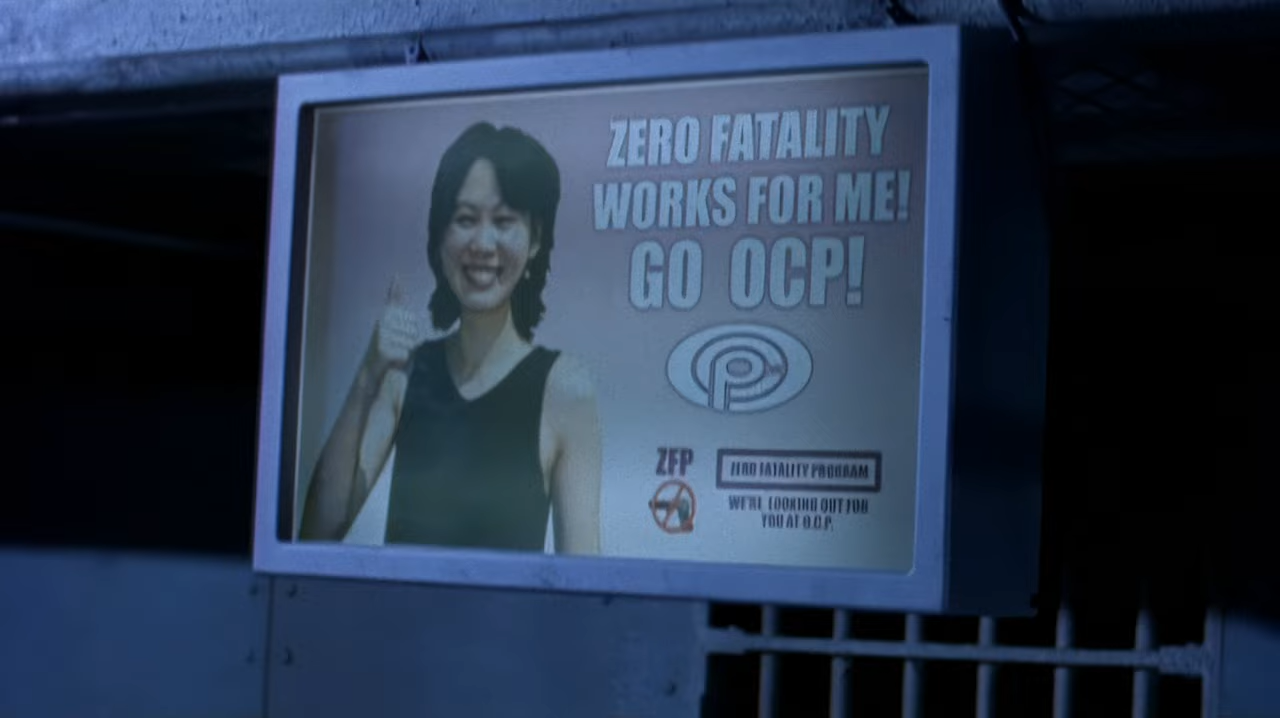 ZERO FATALITY
WORKS FOR ME!
GO OCP!
ZFP
ZERO FATALITY PROGRAM
WE'RE LOOKING OUT FOR
YOU AT O.C.P.